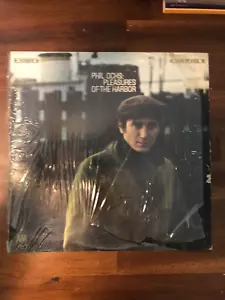 PHIL OCHS:
PLEASURES
OF THE HARBOR